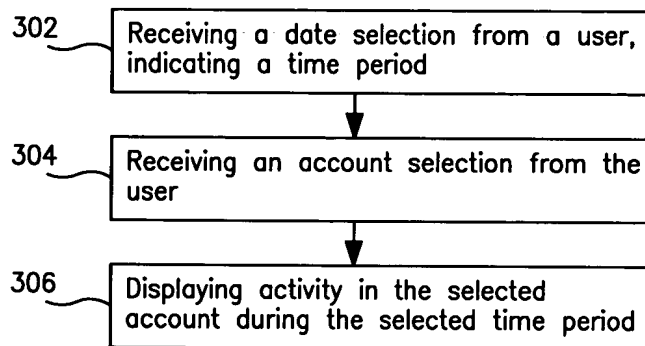 302
Receiving a date selection from a user,
indicating a time period
304
Receiving an account selection from the
user
306
Displaying activity in the selected
account during the selected time period